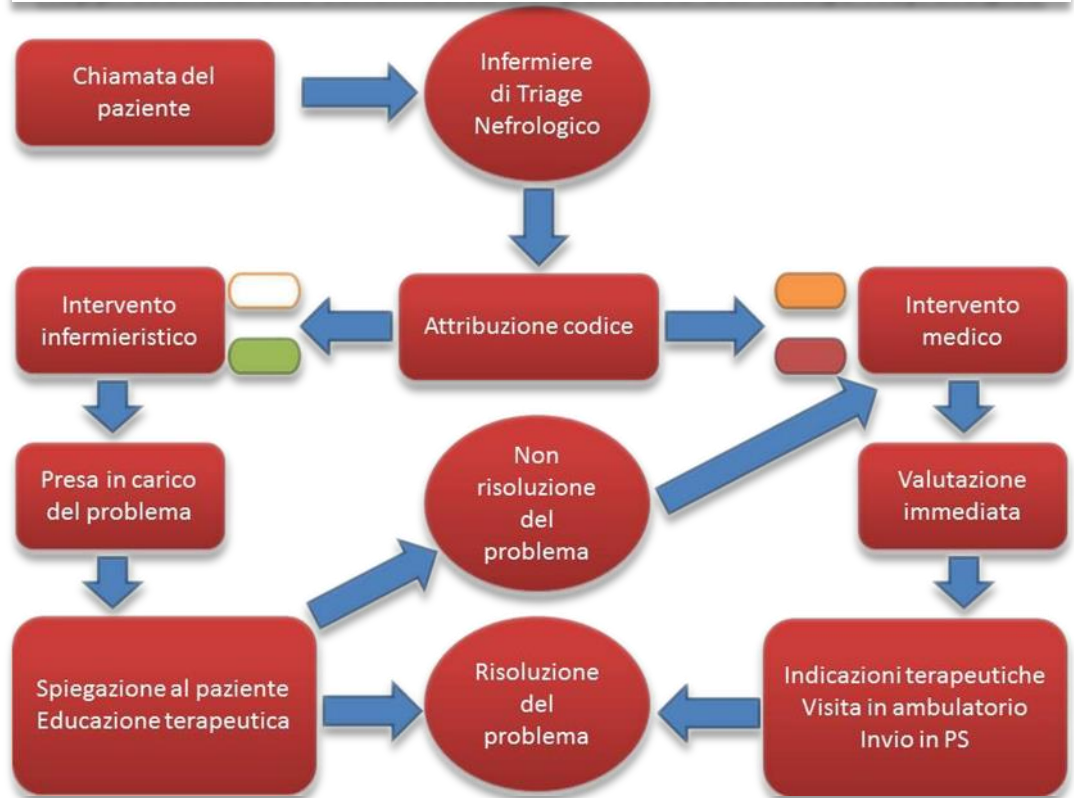 Chiamata del
paziente
Infermiere
di Triage
Nefrologico
Intervento
infermieristico
Attribuzione codice
Intervento
medico
Presa in carico
del problema
Non
risoluzione
del
problema
Valutazione
immediata
Spiegazione al paziente
Educazione terapeutica
Risoluzione
del
problema
Indicazioni terapeutiche
Visita in ambulatorio
Invio in PS